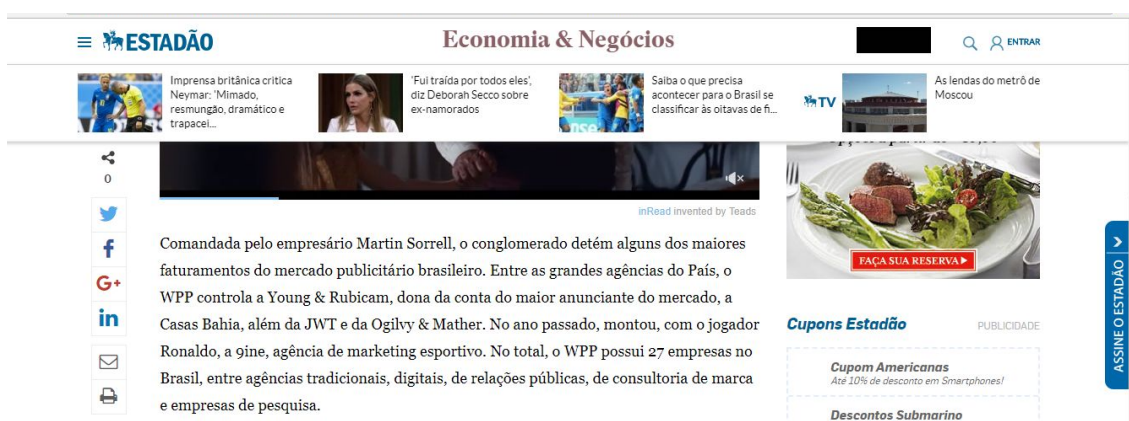 ESTADÃO
Economia & Negócios
ENTRAR
Imprensa britânica critica
Neymar: 'Mimado,
resmungão, dramático e
trapacei...
'Fui traída por todos eles',
diz Deborah Secco sobre
ex-namorados
Saiba o que precisa
acontecer para o Brasil se
classificar às oitavas de fi...
TV
As lendas do metrô de
Moscou
0
inRead invented by Teads
Comandada pelo empresário Martin Sorrell, o conglomerado detém alguns dos maiores
faturamentos do mercado publicitário brasileiro. Entre as grandes agências do País, o
WPP controla a Young & Rubicam, dona da conta do maior anunciante do mercado, a
Casas Bahia, além da JWT e da Ogilvy & Mather. No ano passado, montou, com o jogador
Ronaldo, a 9ine, agência de marketing esportivo. No total, o WPP possui 27 empresas no
Brasil, entre agências tradicionais, digitais, de relações públicas, de consultoria de marca
e empresas de pesquisa.
FAÇA SUA RESERVA
Cupons Estadão
PUBLICIDADE
Cupom Americanas
Até 10% de desconto em Smartphones!
Descontos Submarino
ASSINE O ESTADÃO